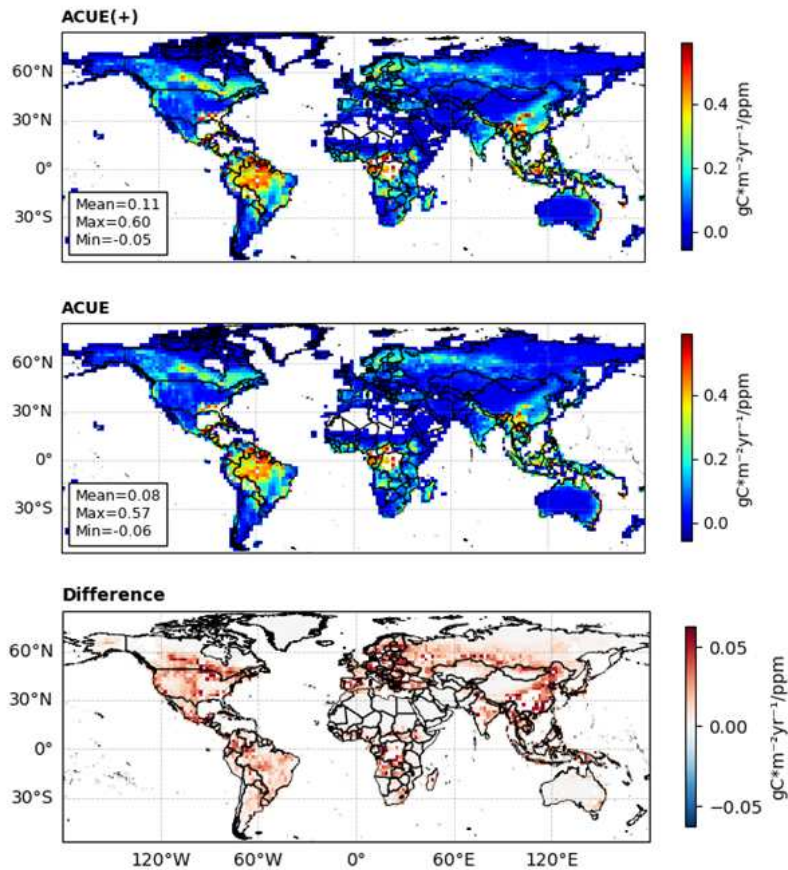 ACUE(+)
60°N
30°N
0°
30°S
Mean=0.11
Max=0.60
Min=-0.05
0.4
0.2
0.0
gC*m⁻²yr⁻¹/ppm
ACUE
60°N
30°N
0°
30°S
Mean=0.08
Max=0.57
Min=-0.06
0.4
0.2
0.0
gC*m⁻²yr⁻¹/ppm
Difference
60°N
30°N
0°
30°S
0.05
0.00
−0.05
gC*m⁻²yr⁻¹/ppm
120°W 60°W 0° 60°E 120°E